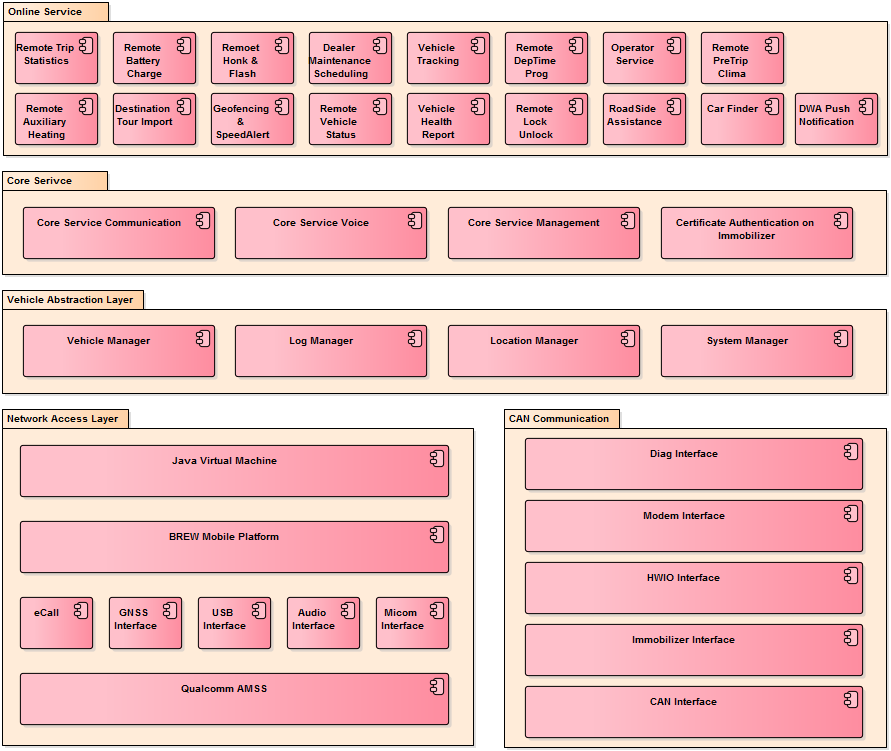 Online Service
Remote Trip
Statistics
Remote
Battery
Charge
Remoet
Honk &
Flash
Dealer
Maintenance
Scheduling
Vehicle
Tracking
Remote
DepTime
Prog
Operator
Service
Remote
PreTrip
Clima
Remote
Auxiliary
Heating
Destination
Tour Import
Geofencing
&
SpeedAlert
Remote
Vehicle
Status
Vehicle
Health
Report
Remote
Lock
Unlock
RoadSide
Assistance
Car Finder
DWA Push
Notification
Core Serivce
Core Service Communication
Core Service Voice
Core Service Management
Certificate Authentication on
Immobilizer
Vehicle Abstraction Layer
Vehicle Manager
Log Manager
Location Manager
System Manager
Network Access Layer
Java Virtual Machine
BREW Mobile Platform
eCall
GNSS
Interface
USB
Interface
Audio
Interface
Micom
Interface
Qualcomm AMSS
CAN Communication
Diag Interface
Modem Interface
HWIO Interface
Immobilizer Interface
CAN Interface